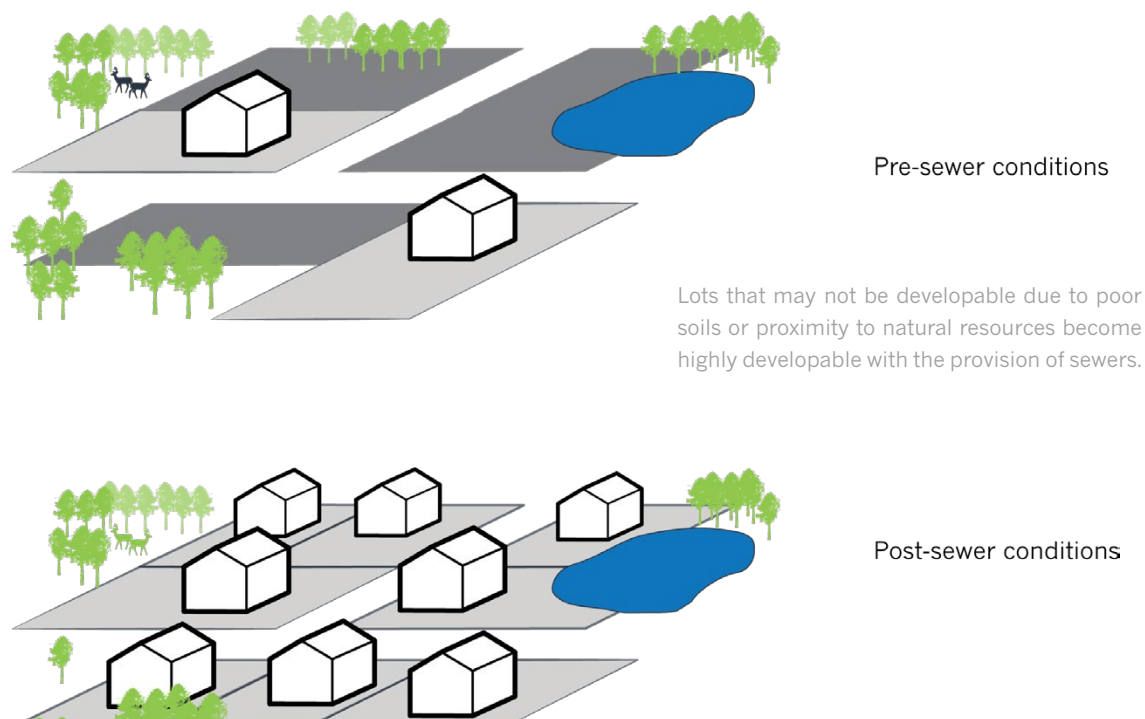 Pre-sewer conditions
Lots that may not be developable due to poor
soils or proximity to natural resources become
highly developable with the provision of sewers.
Post-sewer conditions